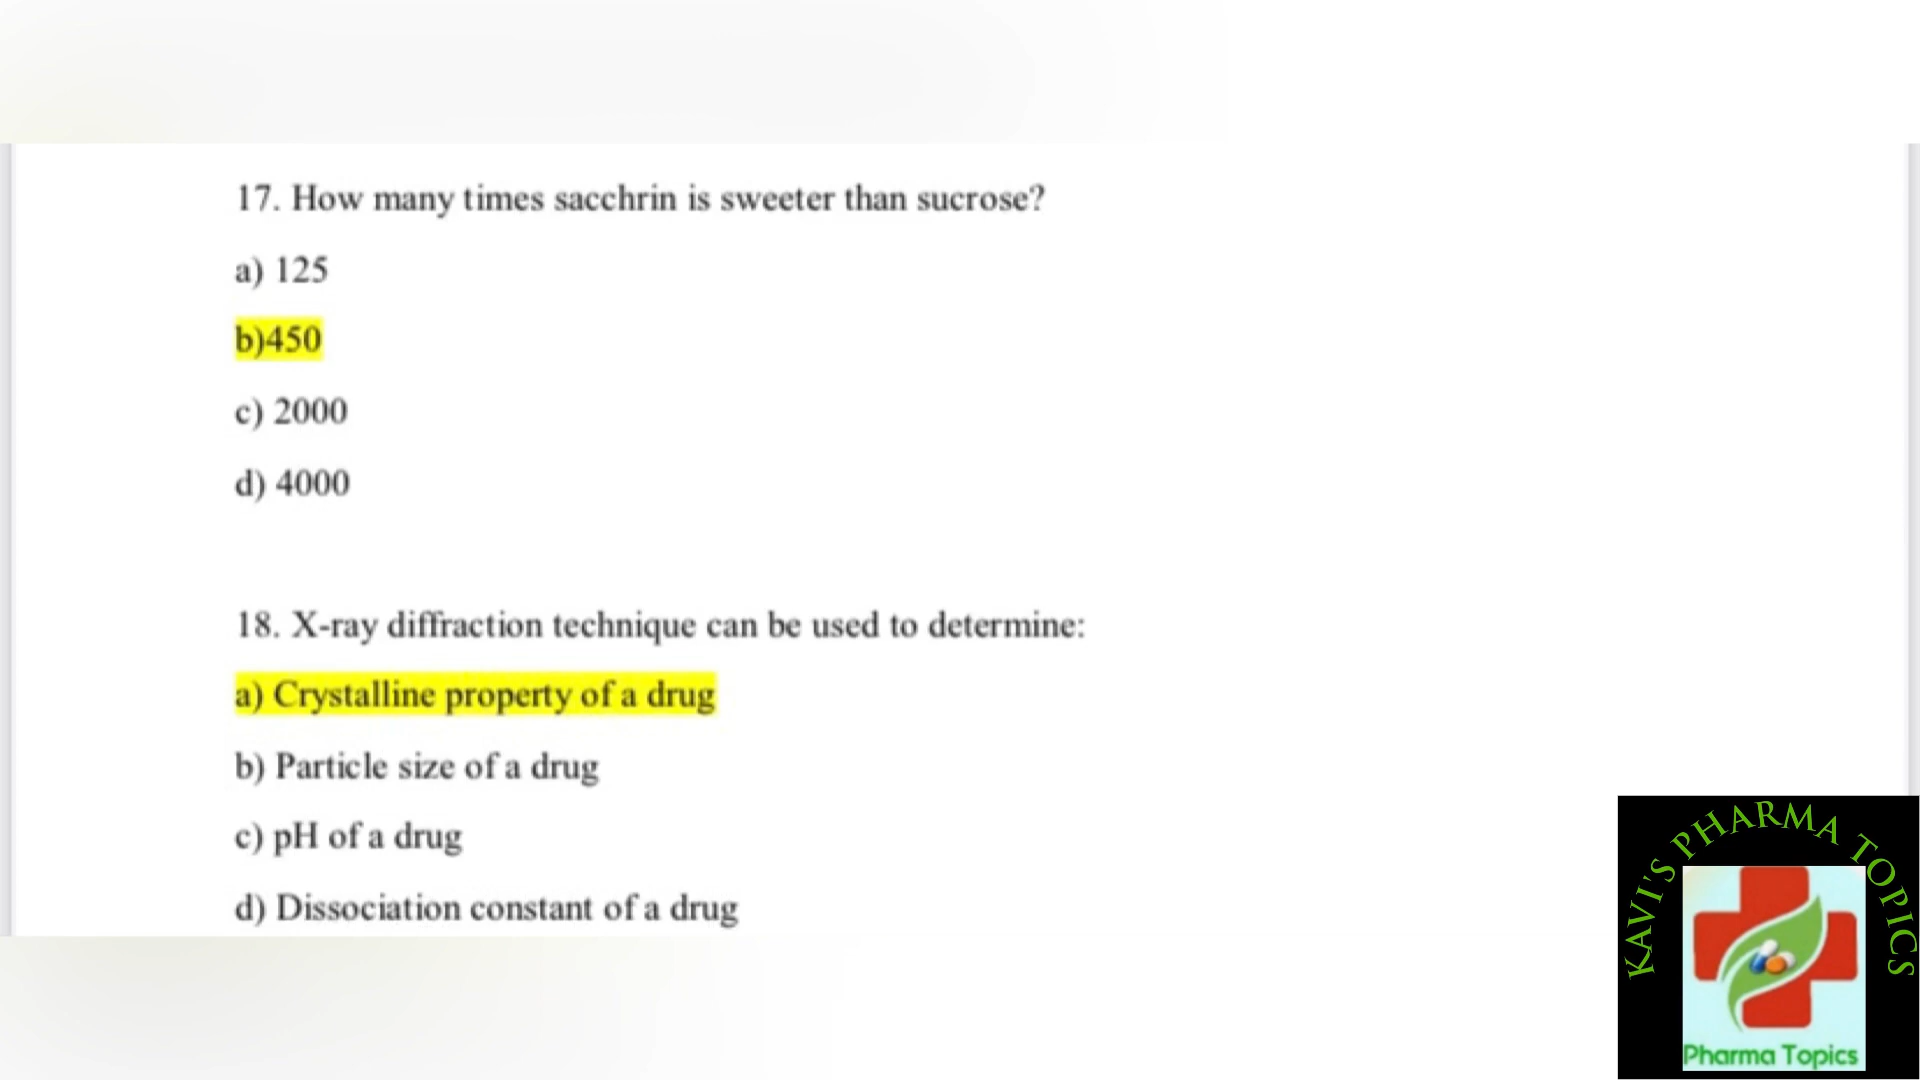 17. How many times sacchrin is sweeter than sucrose?
a) 125
b)450
c) 2000
d) 4000
18. X-ray diffraction technique can be used to determine:
a) Crystalline property of a drug
b) Particle size of a drug
c) pH of a drug
d) Dissociation constant of a drug
KAVI'S PHARMA TOPICS
Pharma Topics